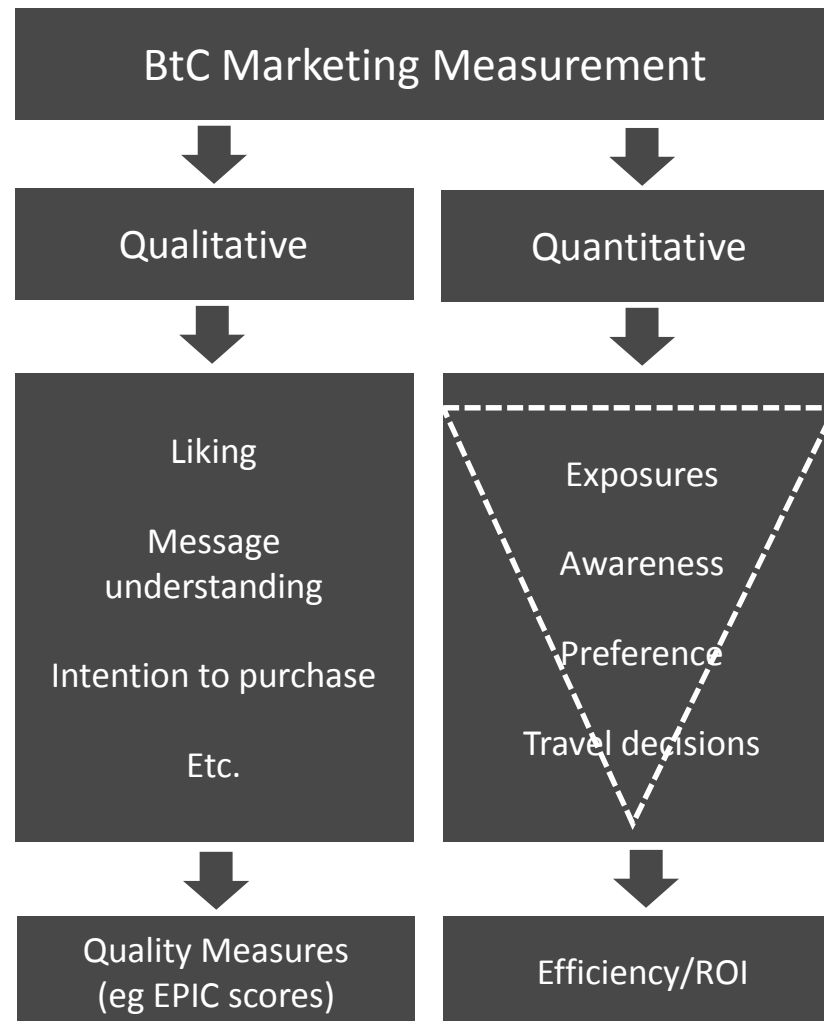 BtC Marketing Measurement
Qualitative
Quantitative
Liking
Message
understanding
Intention to purchase
Etc.
Exposures
Awareness
Preference
Travel decisions
Quality Measures
(eg EPIC scores)
Efficiency/ROI